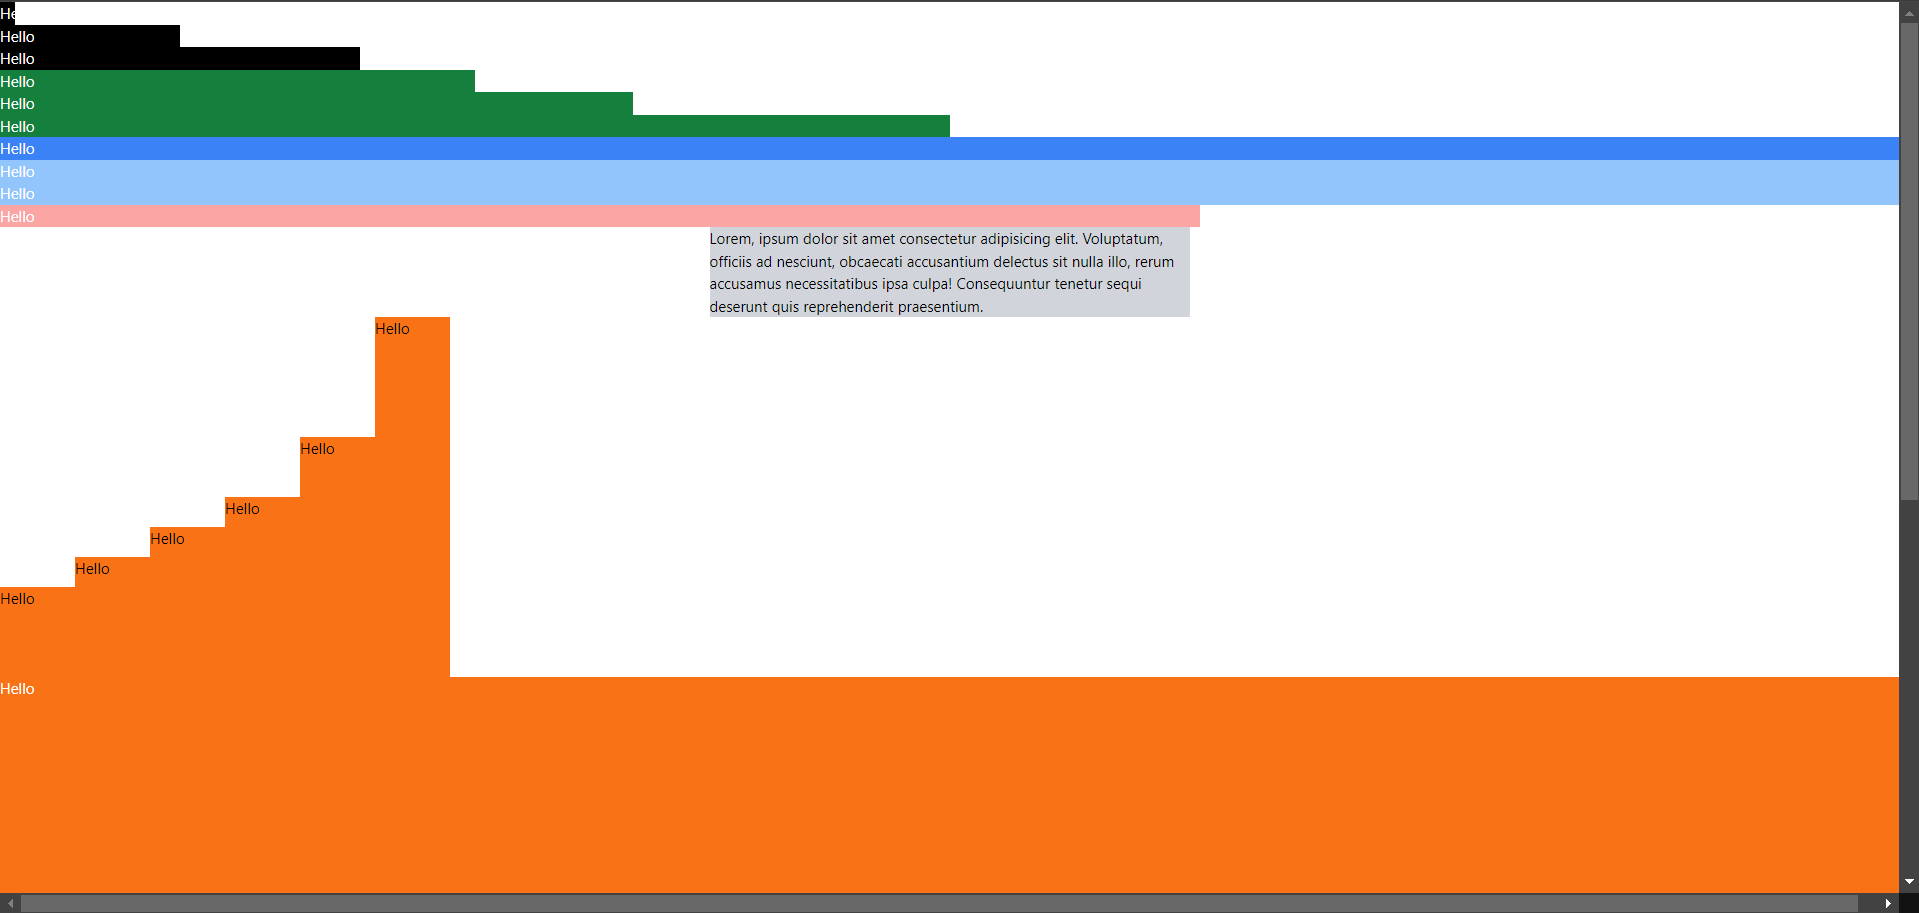 He
Hello
Hello
Hello
Hello
Hello
Hello
Hello
Hello
Hello
Lorem, ipsum dolor sit amet consectetur adipisicing elit. Voluptatum,
officiis ad nesciunt, obcaecati accusantium delectus sit nulla illo, rerum
accusamus necessitatibus ipsa culpa! Consequuntur tenetur sequi
deserunt quis reprehenderit praesentium.
Hello
Hello
Hello
Hello
Hello
Hello
Hello